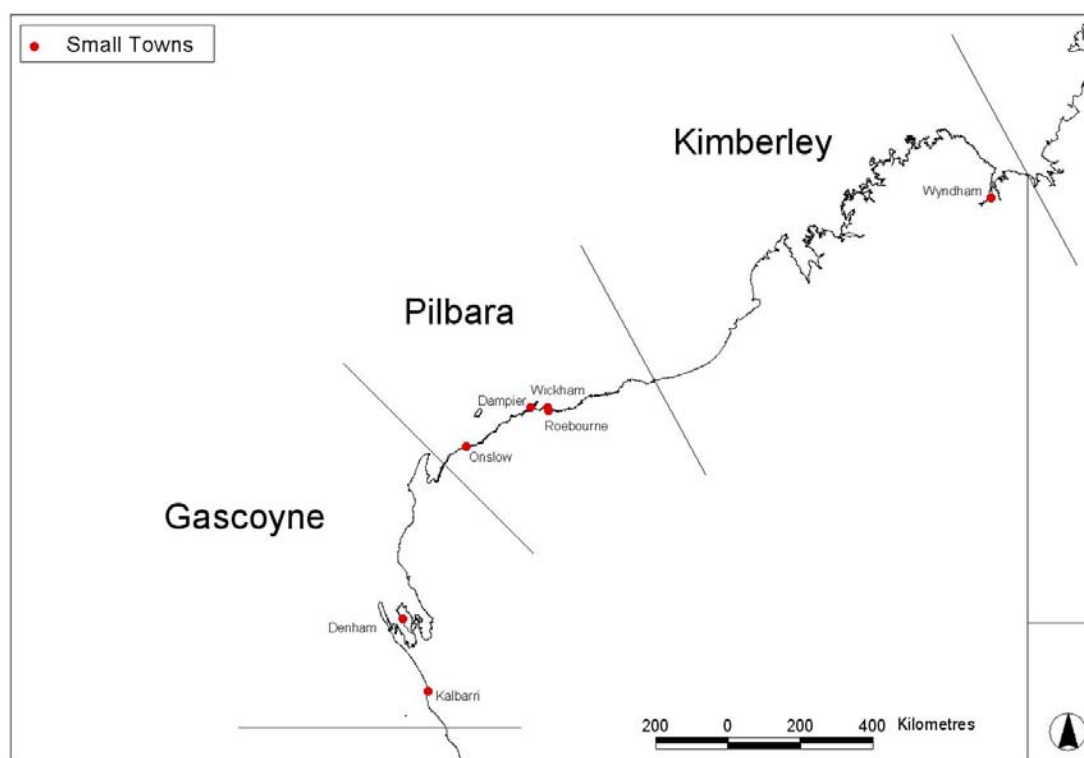 Small Towns
Kimberley
Wyndham
Pilbara
Wickham
Dampier
Roebourne
Onslow
Gascoyne
Denham
Kalbarri
200 0 200 400 Kilometres